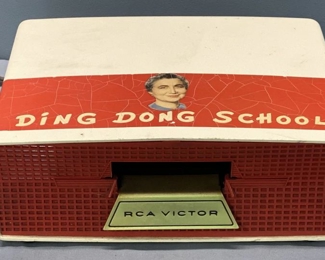 DiNG DONG SCHOOL
RCA VICTOR